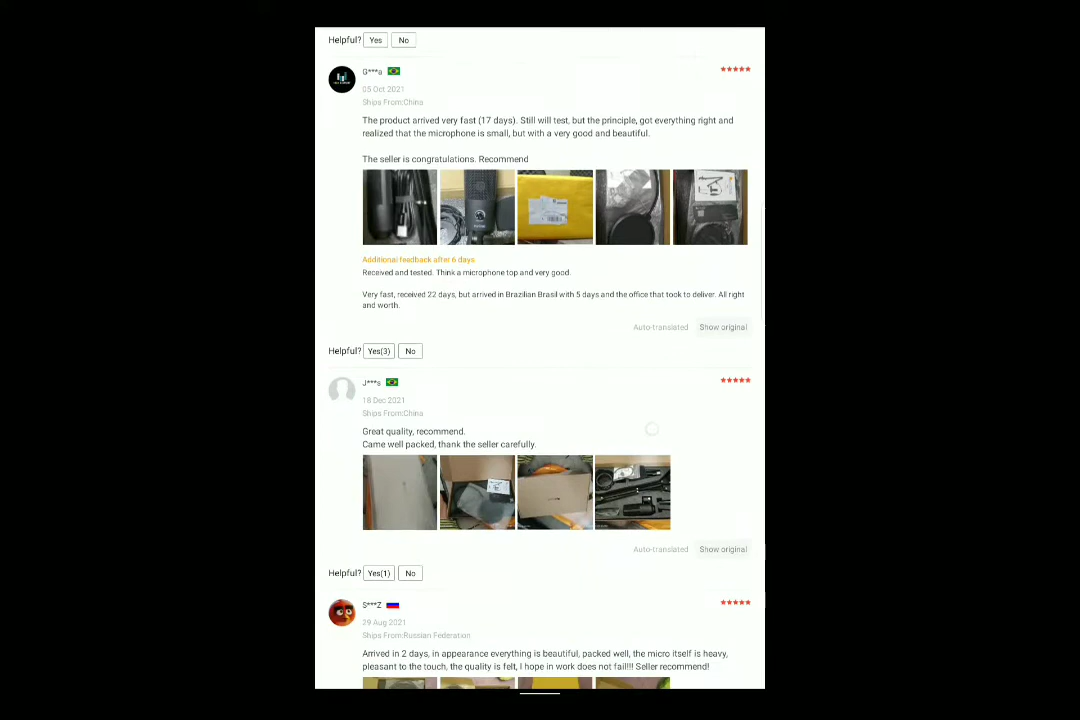 Helpful? Yes No
G***g
05 Oct 2021
Ships From:China
The product arrived very fast (17 days). Still will test, but the principle, got everything right and
realized that the microphone is small, but with a very good and beautiful.
The seller is congratulations. Recommend
Additional feedback after 6 days
Received and tested. Think a microphone top and very good.
Very fast, received 22 days, but arrived in Brazilian Brasil with 5 days and the office that took to deliver. All right
and worth.
Auto-translated Show original
Helpful? Yes(3) No
J***s
18 Dec 2021
Ships From:China
Great quality, recommend.
Came well packed, thank the seller carefully.
Auto-translated Show original
Helpful? Yes(1) No
S***Z
29 Aug 2021
Ships From:Russian Federation
Arrived in 2 days, in appearance everything is beautiful, packed well, the micro itself is heavy,
pleasant to the touch, the quality is felt, I hope in work does not fail!!! Seller recommend!